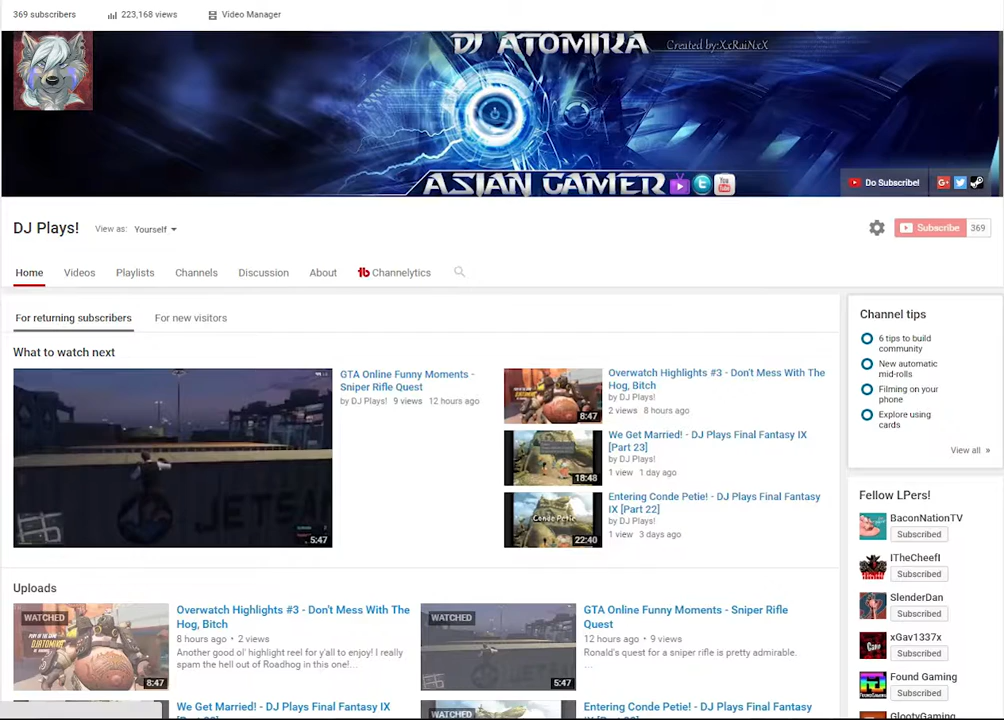 369 subscribers 223,168 views Video Manager
DJ ATOMIKA Created by:XxRaiNxX
ASIAN GAMER You Tube
Do Subscribe!
DJ Plays! View as: Yourself Subscribe 369
Home Videos Playlists Channels Discussion About tb Channelytics
For returning subscribers For new visitors
What to watch next
GTA Online Funny Moments -
Sniper Rifle Quest
by DJ Plays! 9 views 12 hours ago
JETSAM
5:47
Overwatch Highlights #3 - Don't Mess With The
Hog, Bitch
by DJ Plays!
2 views 8 hours ago
8:47
We Get Married! - DJ Plays Final Fantasy IX
[Part 23]
by DJ Plays!
1 view 1 day ago
18:48
Entering Conde Petie! - DJ Plays Final Fantasy
IX [Part 22]
by DJ Plays!
1 view 3 days ago
Conde Petie
22:40
Uploads
WATCHED
8:47
Overwatch Highlights #3 - Don't Mess With The
Hog, Bitch
8 hours ago • 2 views
Another good ol' highlight reel for y'all to enjoy! I really
spam the hell out of Roadhog in this one!...
WATCHED
5:47
GTA Online Funny Moments - Sniper Rifle
Quest
12 hours ago • 9 views
Ronald's quest for a sniper rifle is pretty admirable.
...
WATCHED
We Get Married! - DJ Plays Final Fantasy IX
WATCHED
Entering Conde Petie! - DJ Plays Final Fantasy
Channel tips
6 tips to build
community
New automatic
mid-rolls
Filming on your
phone
Explore using
cards
View all »
Fellow LPers!
BaconNationTV
Subscribed
ITheCheefI
Subscribed
SlenderDan
Subscribed
xGav1337x
Subscribed
Found Gaming
Subscribed
GlootyGaming